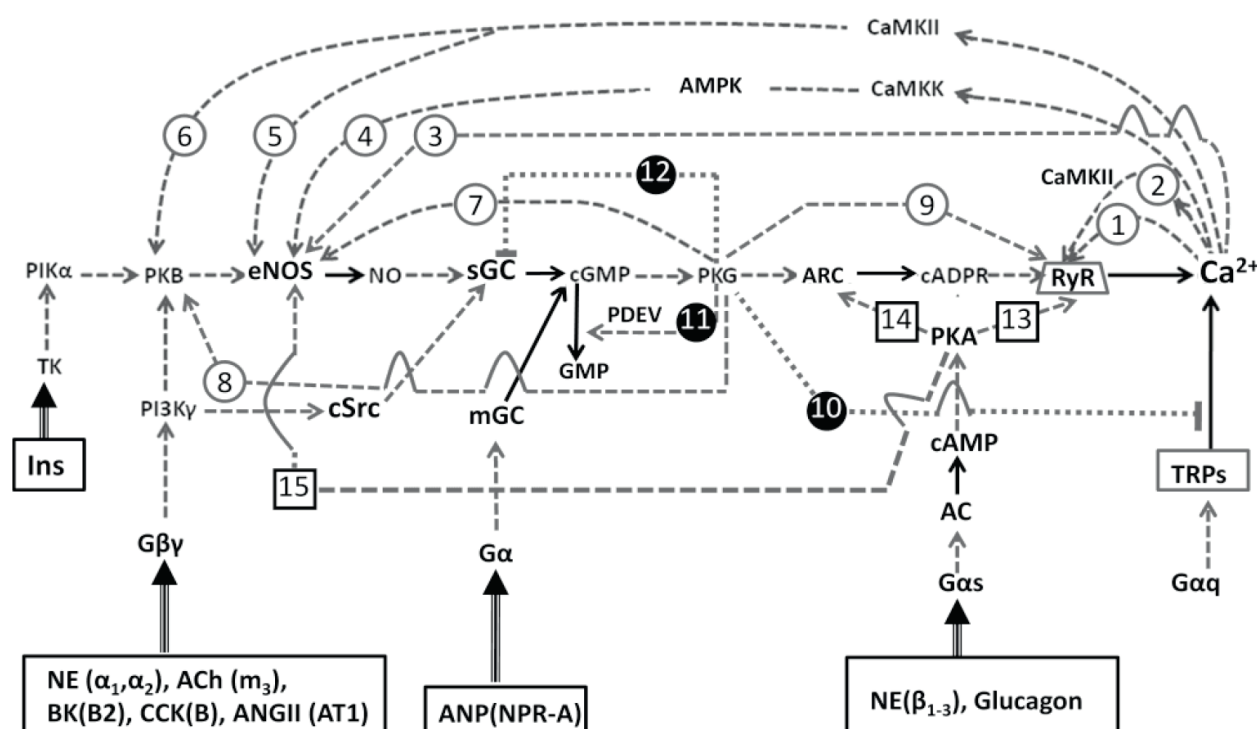 CaMKII
AMPK CaMKK
6 5 4 3
12
CaMKII 2
7 9 1
PIKα PKB eNOS NO sGC cGMP PKG ARC cADPR RyR Ca²⁺
PDEV 11 14 PKA 13
TK 8 GMP
PI3Kγ cSrc mGC 10 cAMP
Ins TRPs
15 AC
Gβγ Gα Gαs Gαq
NE (α₁,α₂), ACh (m₃),
BK(B2), CCK(B), ANGII (AT1)
ANP(NPR-A)
NE(β₁₋₃), Glucagon